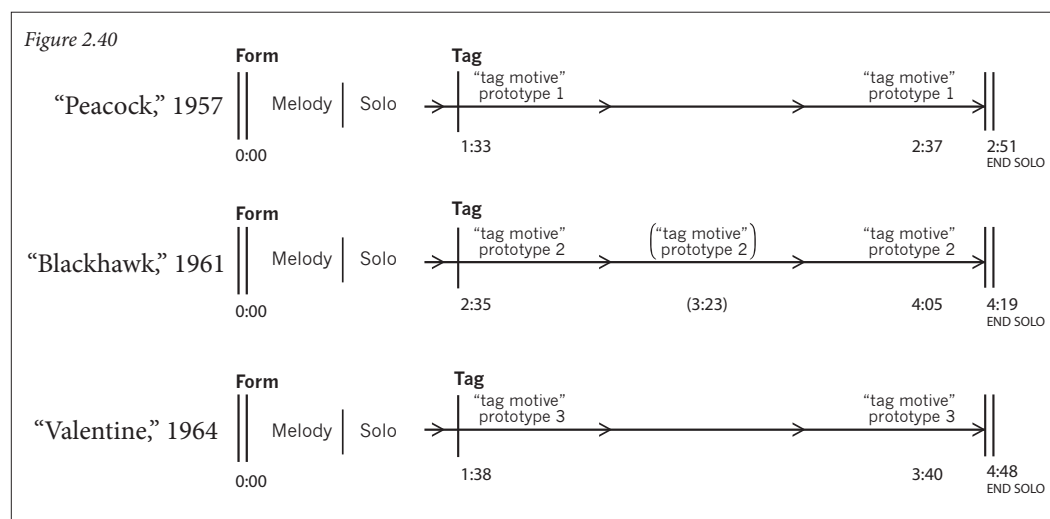 Figure 2.40
Form
Tag
“Peacock,” 1957
Melody
Solo
“tag motive”
prototype 1
“tag motive”
prototype 1
0:00
1:33
2:37
2:51
END SOLO
Form
Tag
“Blackhawk,” 1961
Melody
Solo
“tag motive”
prototype 2
(“tag motive”
prototype 2)
“tag motive”
prototype 2
0:00
2:35
(3:23)
4:05
4:19
END SOLO
Form
Tag
“Valentine,” 1964
Melody
Solo
“tag motive”
prototype 3
“tag motive”
prototype 3
0:00
1:38
3:40
4:48
END SOLO